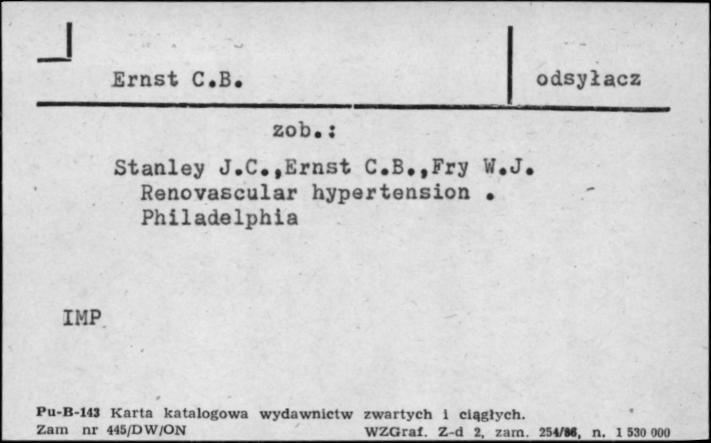 Ernst C.B.
odsyłacz
zob.:
Stanley J.C.,Ernst C.B.,Fry W.J.
Renovascular hypertension .
Philadelphia
IMP
Pu-B-143 Karta katalogowa wydawnictw zwartych i ciągłych.
Zam nr 445/DW/ON WZGraf. Z-d 2, zam. 254/86, n. 1 530 000